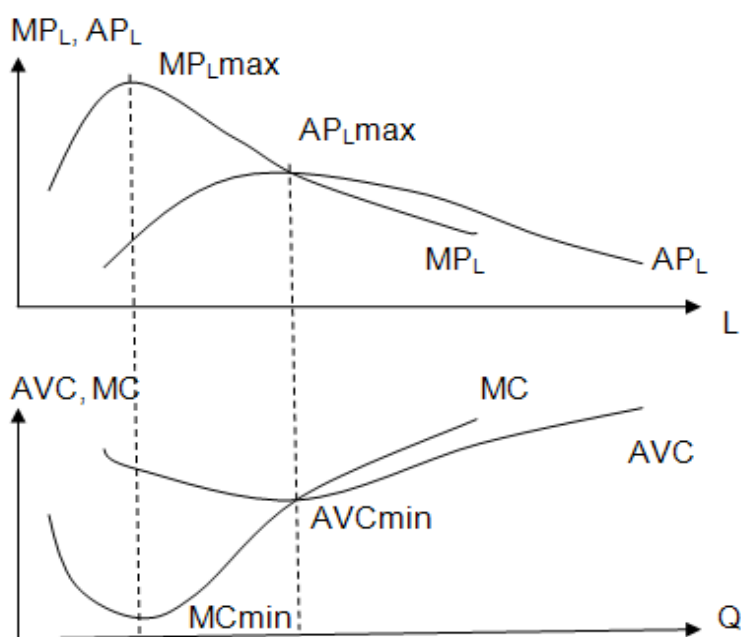 MPL, APL
MPLmax
APLmax
MPL
APL
L
AVC, MC
MC
AVC
AVCmin
MCmin
Q